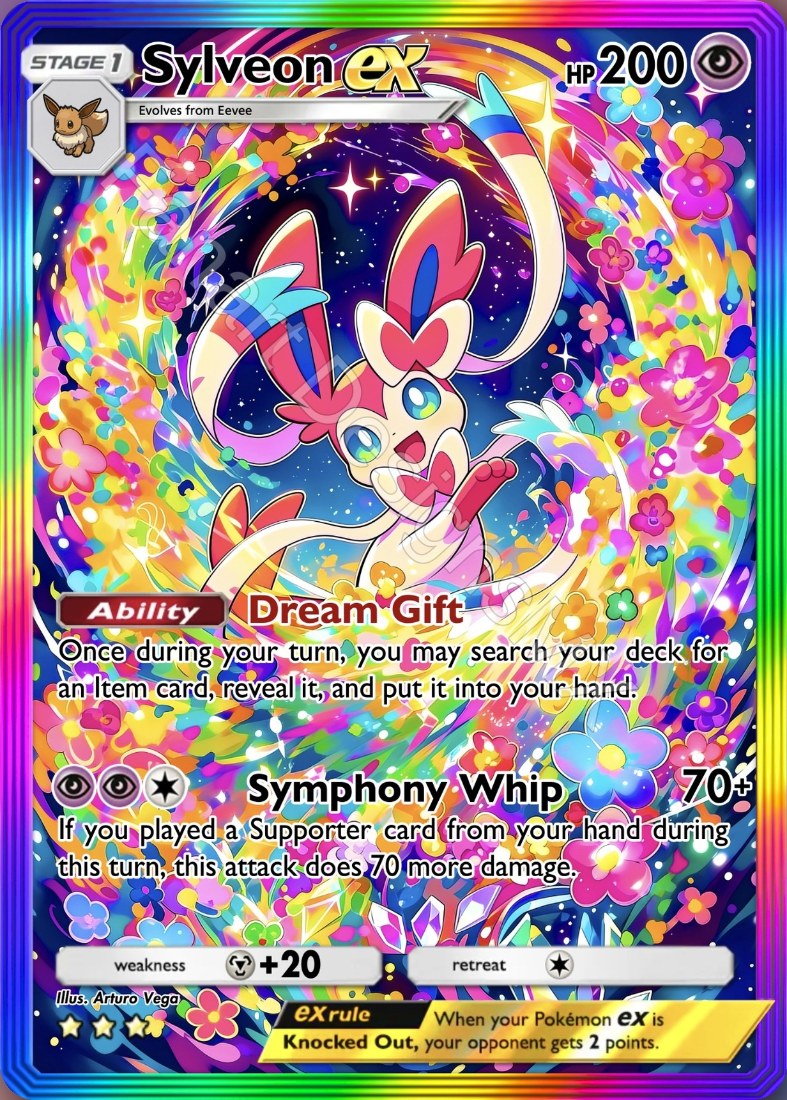 STAGE 1
Sylveon ex
HP 200
Evolves from Eevee
Fanart Designs
Ability Dream Gift
Once during your turn, you may search your deck for
an Item card, reveal it, and put it into your hand.
Symphony Whip 70+
If you played a Supporter card from your hand during
this turn, this attack does 70 more damage.
weakness +20
retreat
Illus. Arturo Vega
ex rule
When your Pokémon ex is
Knocked Out, your opponent gets 2 points.